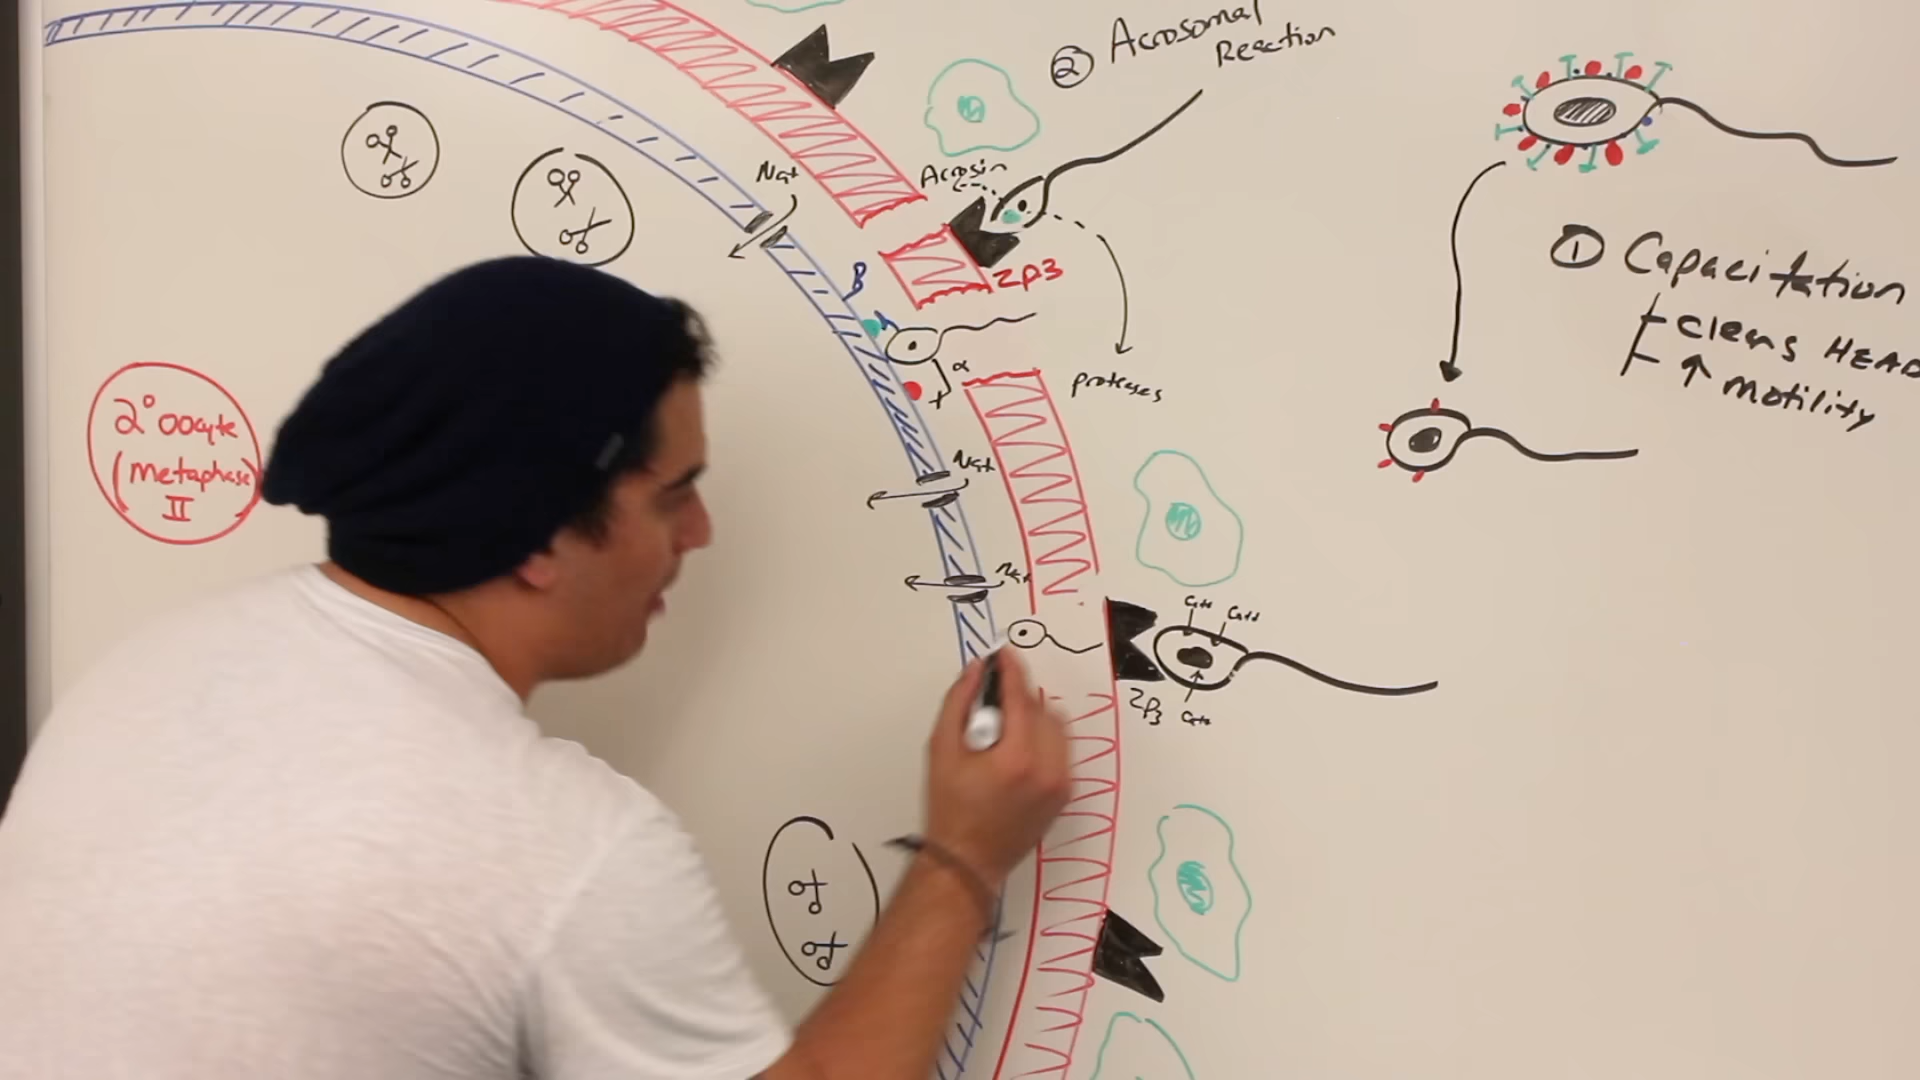 ② Acrosomal
Reaction
Na+
Acrosin
① Capacitation
- cleans HEAD
- ↑ motility
B
ZP3
α
proteases
2° oocyte
(metaphase)
II
Na+
Na+
Ca++
Ca++
ZP3
Ca++